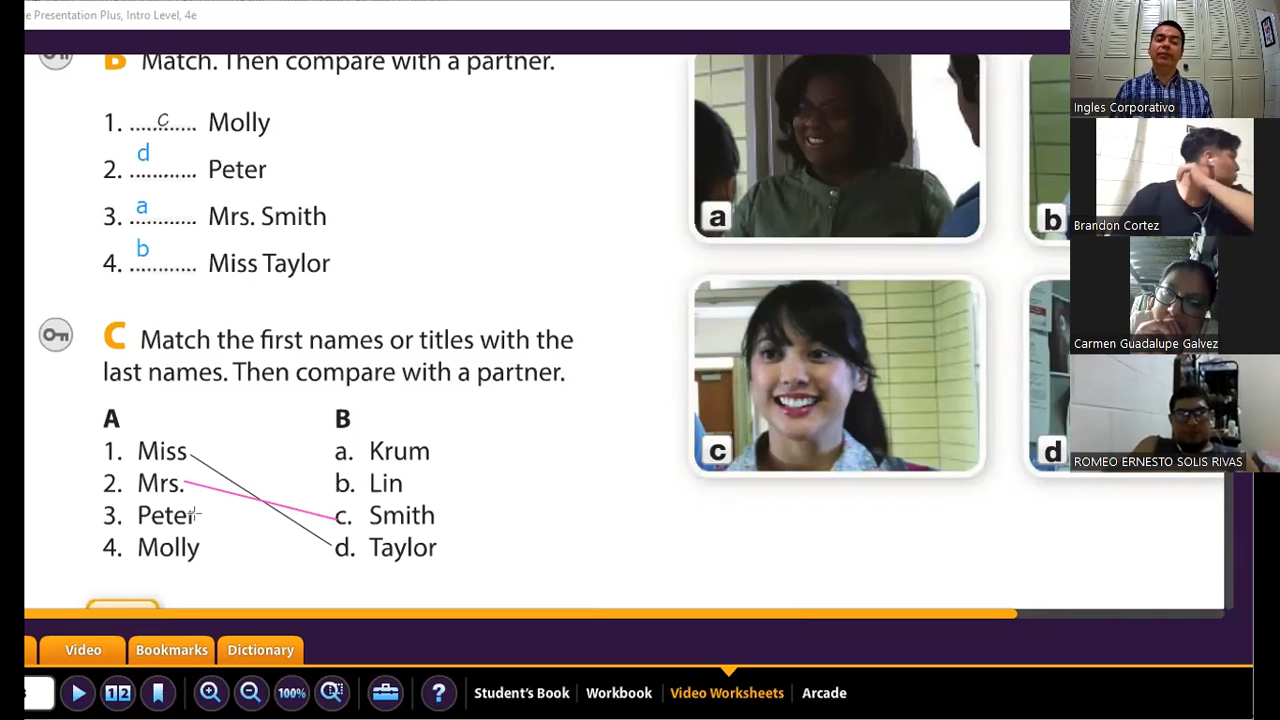 e Presentation Plus, Intro Level, 4e
B Match. Then compare with a partner.
1. .....c...... Molly
2. d ............ Peter
3. a ............ Mrs. Smith
4. b ............ Miss Taylor
C Match the first names or titles with the
last names. Then compare with a partner.
A B
1. Miss a. Krum
2. Mrs. b. Lin
3. Peter c. Smith
4. Molly d. Taylor
a
b
c
d
Ingles Corporativo
Brandon Cortez
Carmen Guadalupe Galvez
ROMEO ERNESTO SOLIS RIVAS
Video Bookmarks Dictionary
3 1 2 100% ? Student's Book Workbook Video Worksheets Arcade